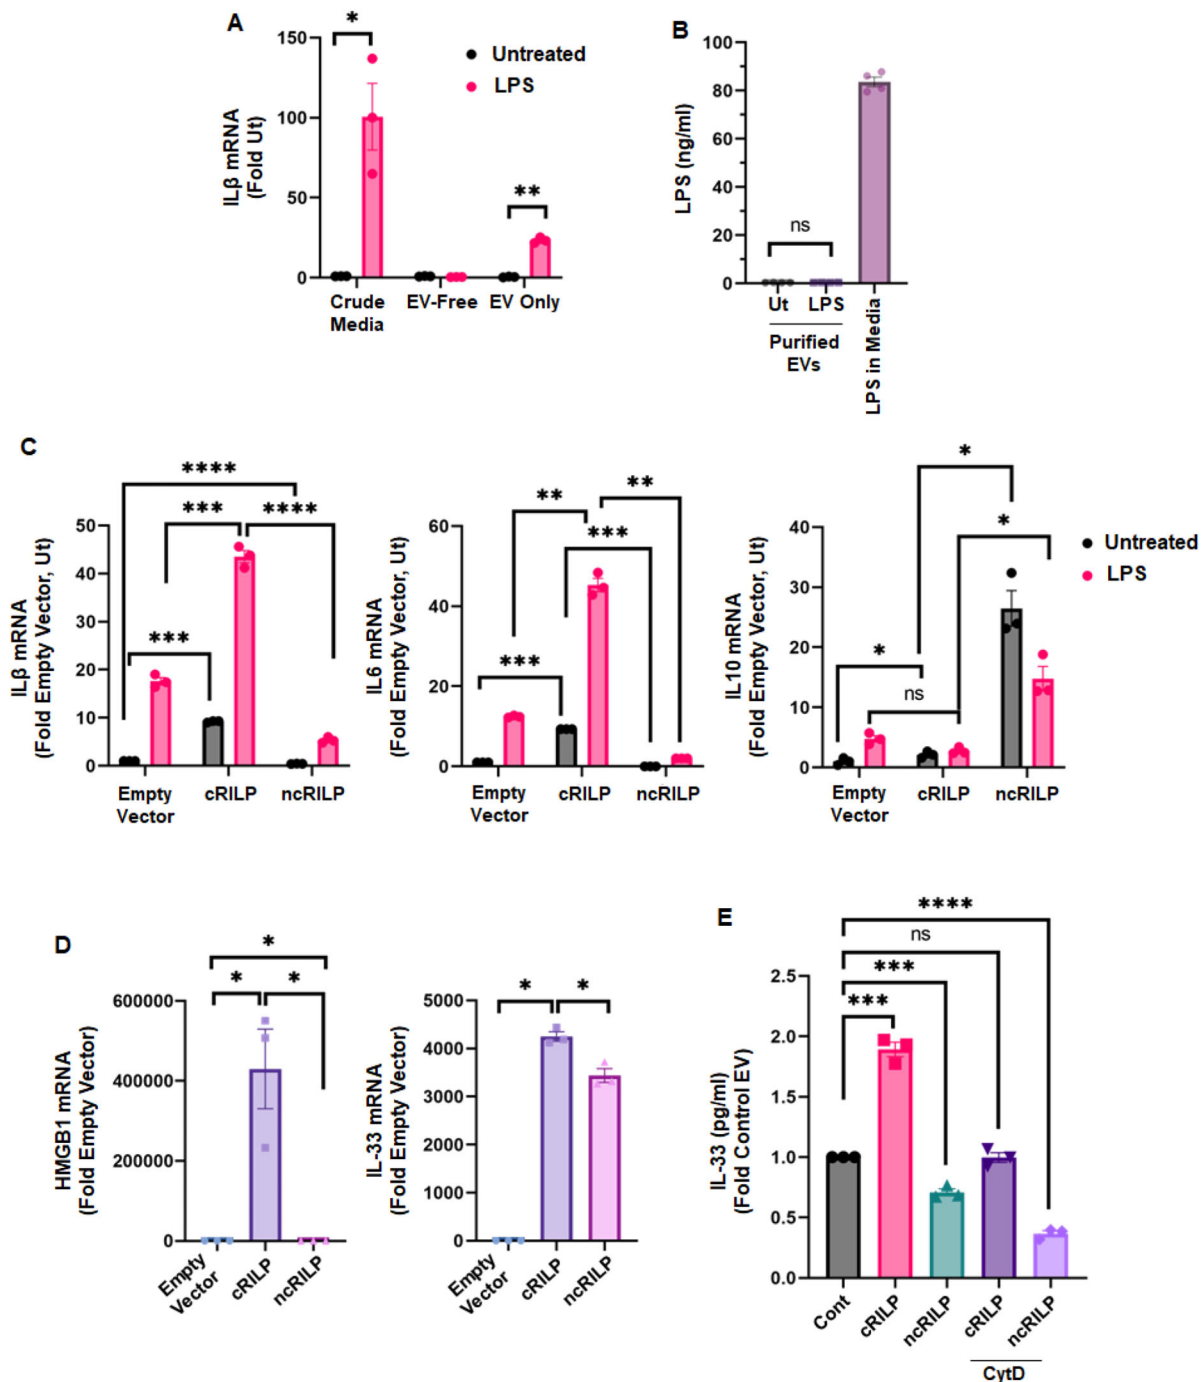 A
*
ILβ mRNA
(Fold Ut)
150
100
50
0
**
Crude
Media
EV-Free
EV Only
Untreated
LPS
B
LPS (ng/ml)
100
80
60
40
20
0
ns
Ut
LPS
Purified
EVs
LPS in Media
C
ILβ mRNA
(Fold Empty Vector, Ut)
50
40
30
20
10
0
****
***
****
***
Empty
Vector
cRILP
ncRILP
IL6 mRNA
(Fold Empty Vector, Ut)
60
40
20
0
**
**
***
***
Empty
Vector
cRILP
ncRILP
IL10 mRNA
(Fold Empty Vector, Ut)
40
30
20
10
0
*
*
*
ns
Empty
Vector
cRILP
ncRILP
Untreated
LPS
D
HMGB1 mRNA
(Fold Empty Vector)
600000
400000
200000
0
*
*
*
Empty
Vector
cRILP
ncRILP
IL-33 mRNA
(Fold Empty Vector)
5000
4000
3000
2000
1000
0
*
*
Empty
Vector
cRILP
ncRILP
E
IL-33 (pg/ml)
(Fold Control EV)
2.5
2.0
1.5
1.0
0.5
0.0
****
ns
***
***
Cont
cRILP
ncRILP
cRILP
ncRILP
CytD